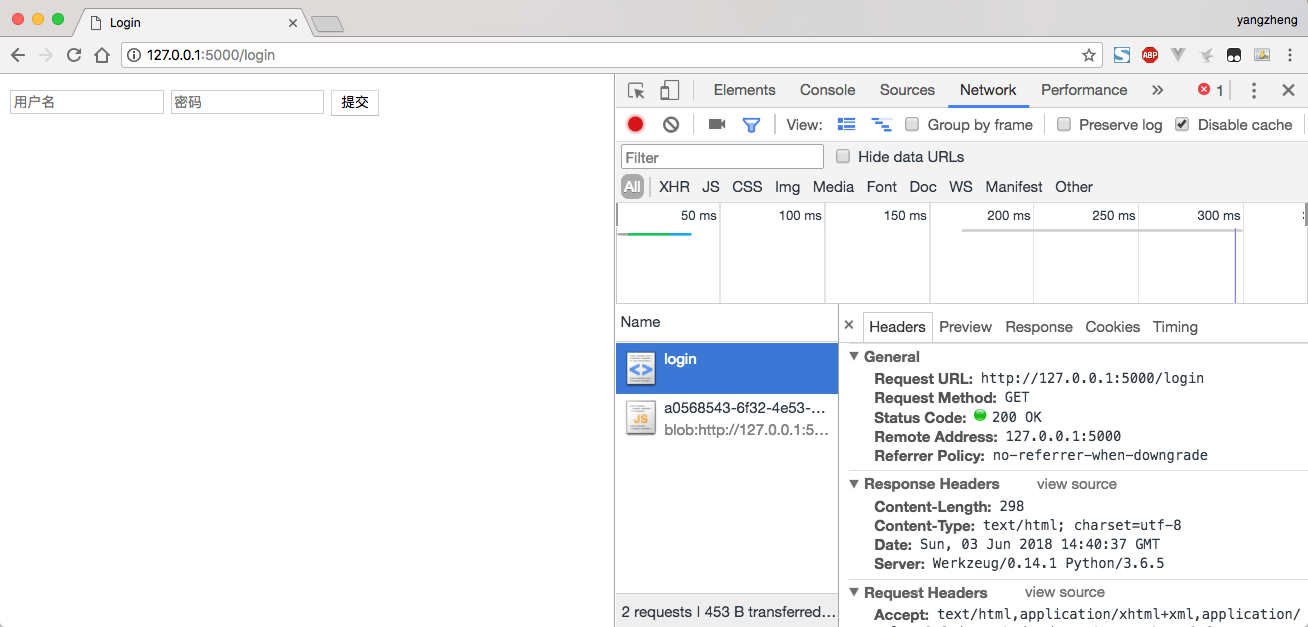 Login
yangzheng
127.0.0.1:5000/login
ABP
用户名 密码 提交
Elements Console Sources Network Performance » 1
View: Group by frame Preserve log Disable cache
Filter Hide data URLs
All XHR JS CSS Img Media Font Doc WS Manifest Other
50 ms 100 ms 150 ms 200 ms 250 ms 300 ms
Name
login
JS
a0568543-6f32-4e53-...
blob:http://127.0.0.1:5...
2 requests | 453 B transferred...
Headers Preview Response Cookies Timing
General
Request URL: http://127.0.0.1:5000/login
Request Method: GET
Status Code: 200 OK
Remote Address: 127.0.0.1:5000
Referrer Policy: no-referrer-when-downgrade
Response Headers view source
Content-Length: 298
Content-Type: text/html; charset=utf-8
Date: Sun, 03 Jun 2018 14:40:37 GMT
Server: Werkzeug/0.14.1 Python/3.6.5
Request Headers view source
Accept: text/html,application/xhtml+xml,application/